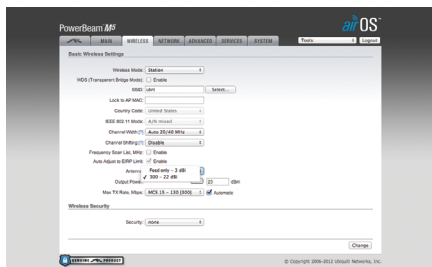 PowerBeam M5
airOS™
MAIN WIRELESS NETWORK ADVANCED SERVICES SYSTEM Tools: Logout
Basic Wireless Settings
Wireless Mode: Station
WDS (Transparent Bridge Mode): Enable
SSID: ubnt Select...
Lock to AP MAC:
Country Code: United States
IEEE 802.11 Mode: A/N mixed
Channel Width:[?] Auto 20/40 MHz
Channel Shifting:[?] Disable
Frequency Scan List, MHz: Enable
Auto Adjust to EIRP Limit: Enable
Antenna: Feed only - 3 dBi
✓ 300 - 22 dBi
Output Power: 23 dBm
Max TX Rate, Mbps: MCS 15 - 130 [300] ✓ Automatic
Wireless Security
Security: none
Change
GENUINE PRODUCT
© Copyright 2006-2012 Ubiquiti Networks, Inc.